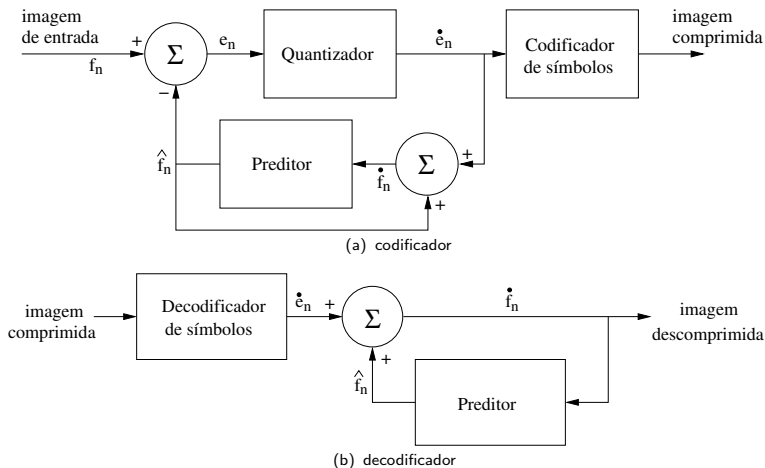 imagem
de entrada
f_n
+
Σ
−
e_n
Quantizador
ė_n
Codificador
de símbolos
imagem
comprimida
f̂_n
Preditor
ḟ_n
Σ
+
+
(a) codificador
imagem
comprimida
Decodificador
de símbolos
ė_n
+
Σ
+
ḟ_n
imagem
descomprimida
f̂_n
Preditor
(b) decodificador